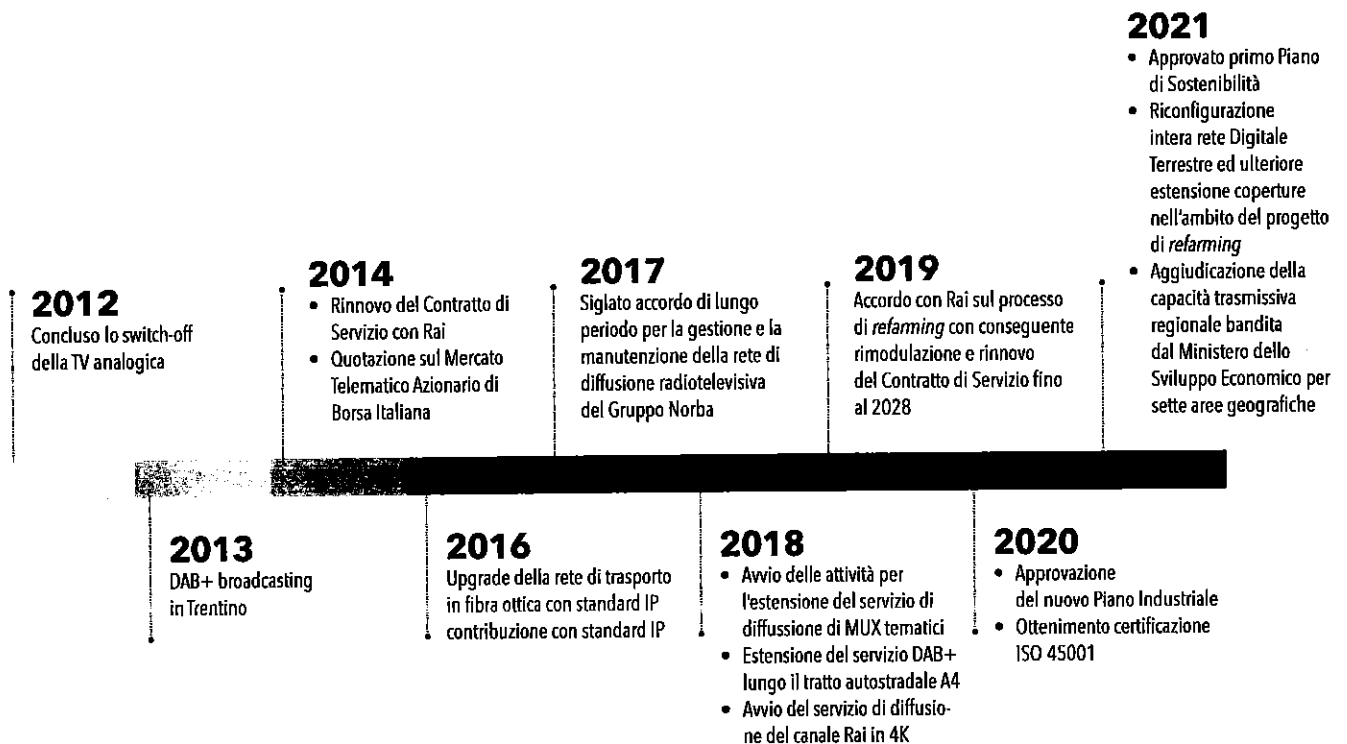 2012
Concluso lo switch-off
della TV analogica
2013
DAB+ broadcasting
in Trentino
2014
• Rinnovo del Contratto di
Servizio con Rai
• Quotazione sul Mercato
Telematico Azionario di
Borsa Italiana
2016
Upgrade della rete di trasporto
in fibra ottica con standard IP
contribuzione con standard IP
2017
Siglato accordo di lungo
periodo per la gestione e la
manutenzione della rete di
diffusione radiotelevisiva
del Gruppo Norba
2018
• Avvio delle attività per
l'estensione del servizio di
diffussione di MUX tematici
• Estensione del servizio DAB+
lungo il tratto autostradale A4
• Avvio del servizio di diffusio-
ne del canale Rai in 4K
2019
Accordo con Rai sul processo
di refarming con conseguente
rimodulazione e rinnovo
del Contratto di Servizio fino
al 2028
2020
• Approvazione
del nuovo Piano Industriale
• Ottenimento certificazione
ISO 45001
2021
• Approvato primo Piano
di Sostenibilità
• Riconfigurazione
intera rete Digitale
Terrestre ed ulteriore
estensione coperture
nell'ambito del progetto
di refarming
• Aggiudicazione della
capacità trasmissiva
regionale bandita
dal Ministero dello
Sviluppo Economico per
sette aree geografiche